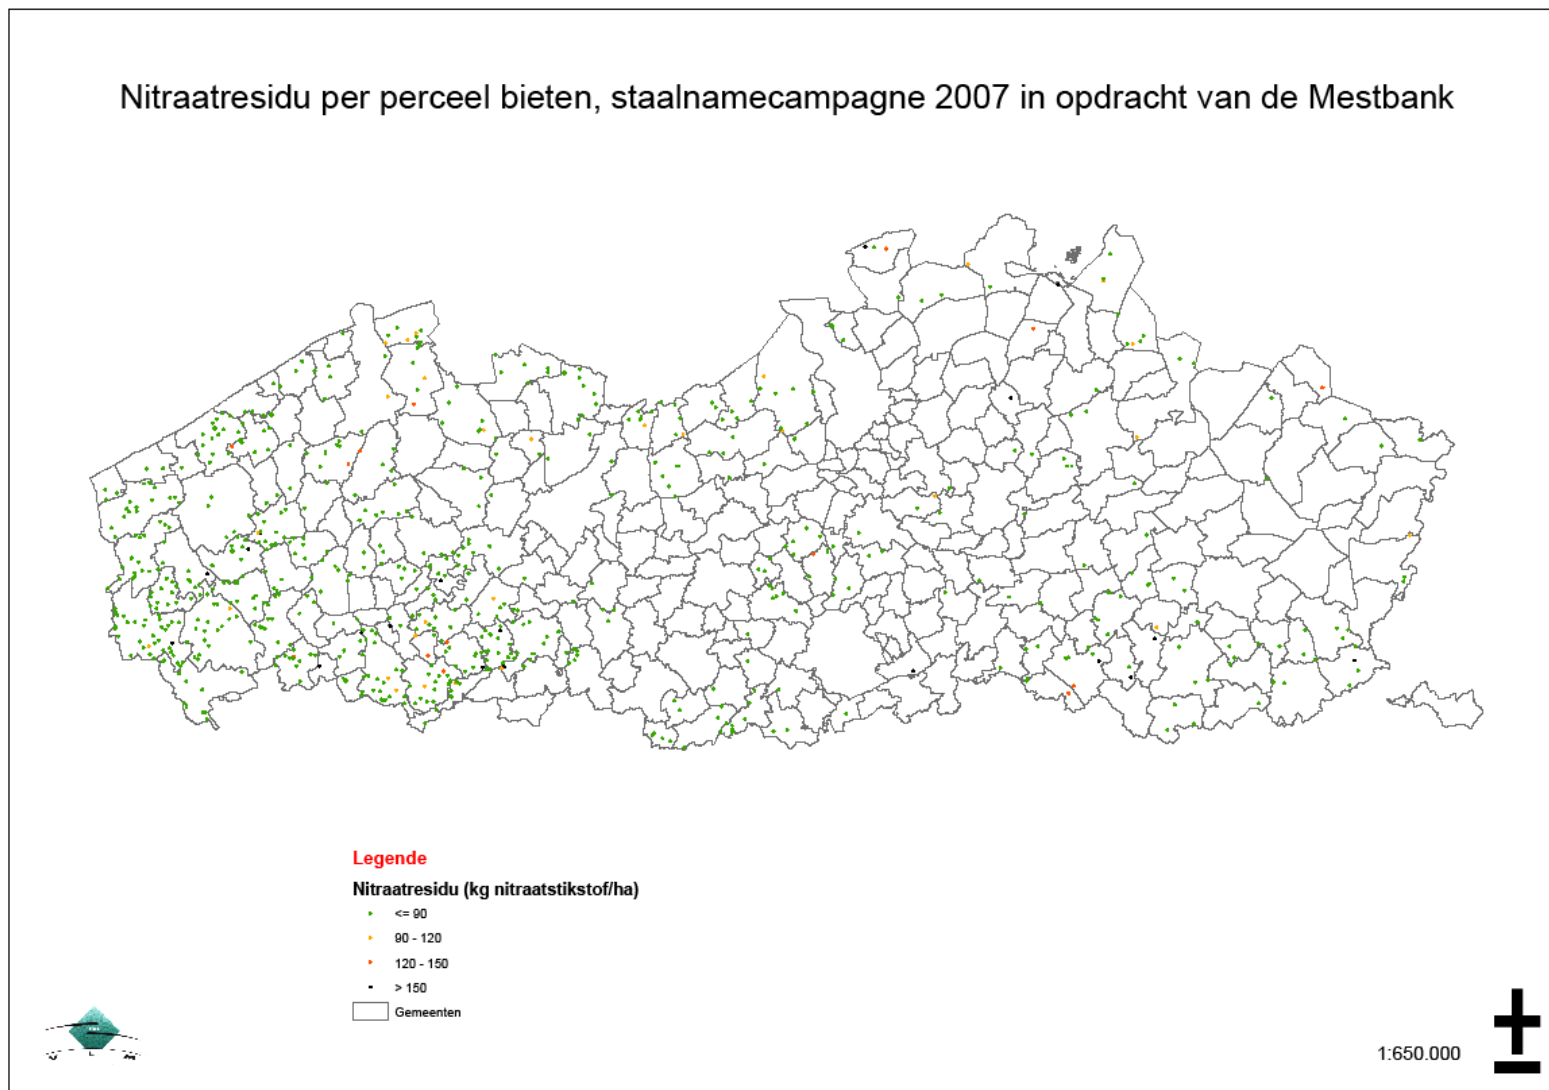 Nitraatresidu per perceel bieten, staalnamecampagne 2007 in opdracht van de Mestbank
Legende
Nitraatresidu (kg nitraatstikstof/ha)
<= 90
90 - 120
120 - 150
> 150
Gemeenten
V L M
1:650.000